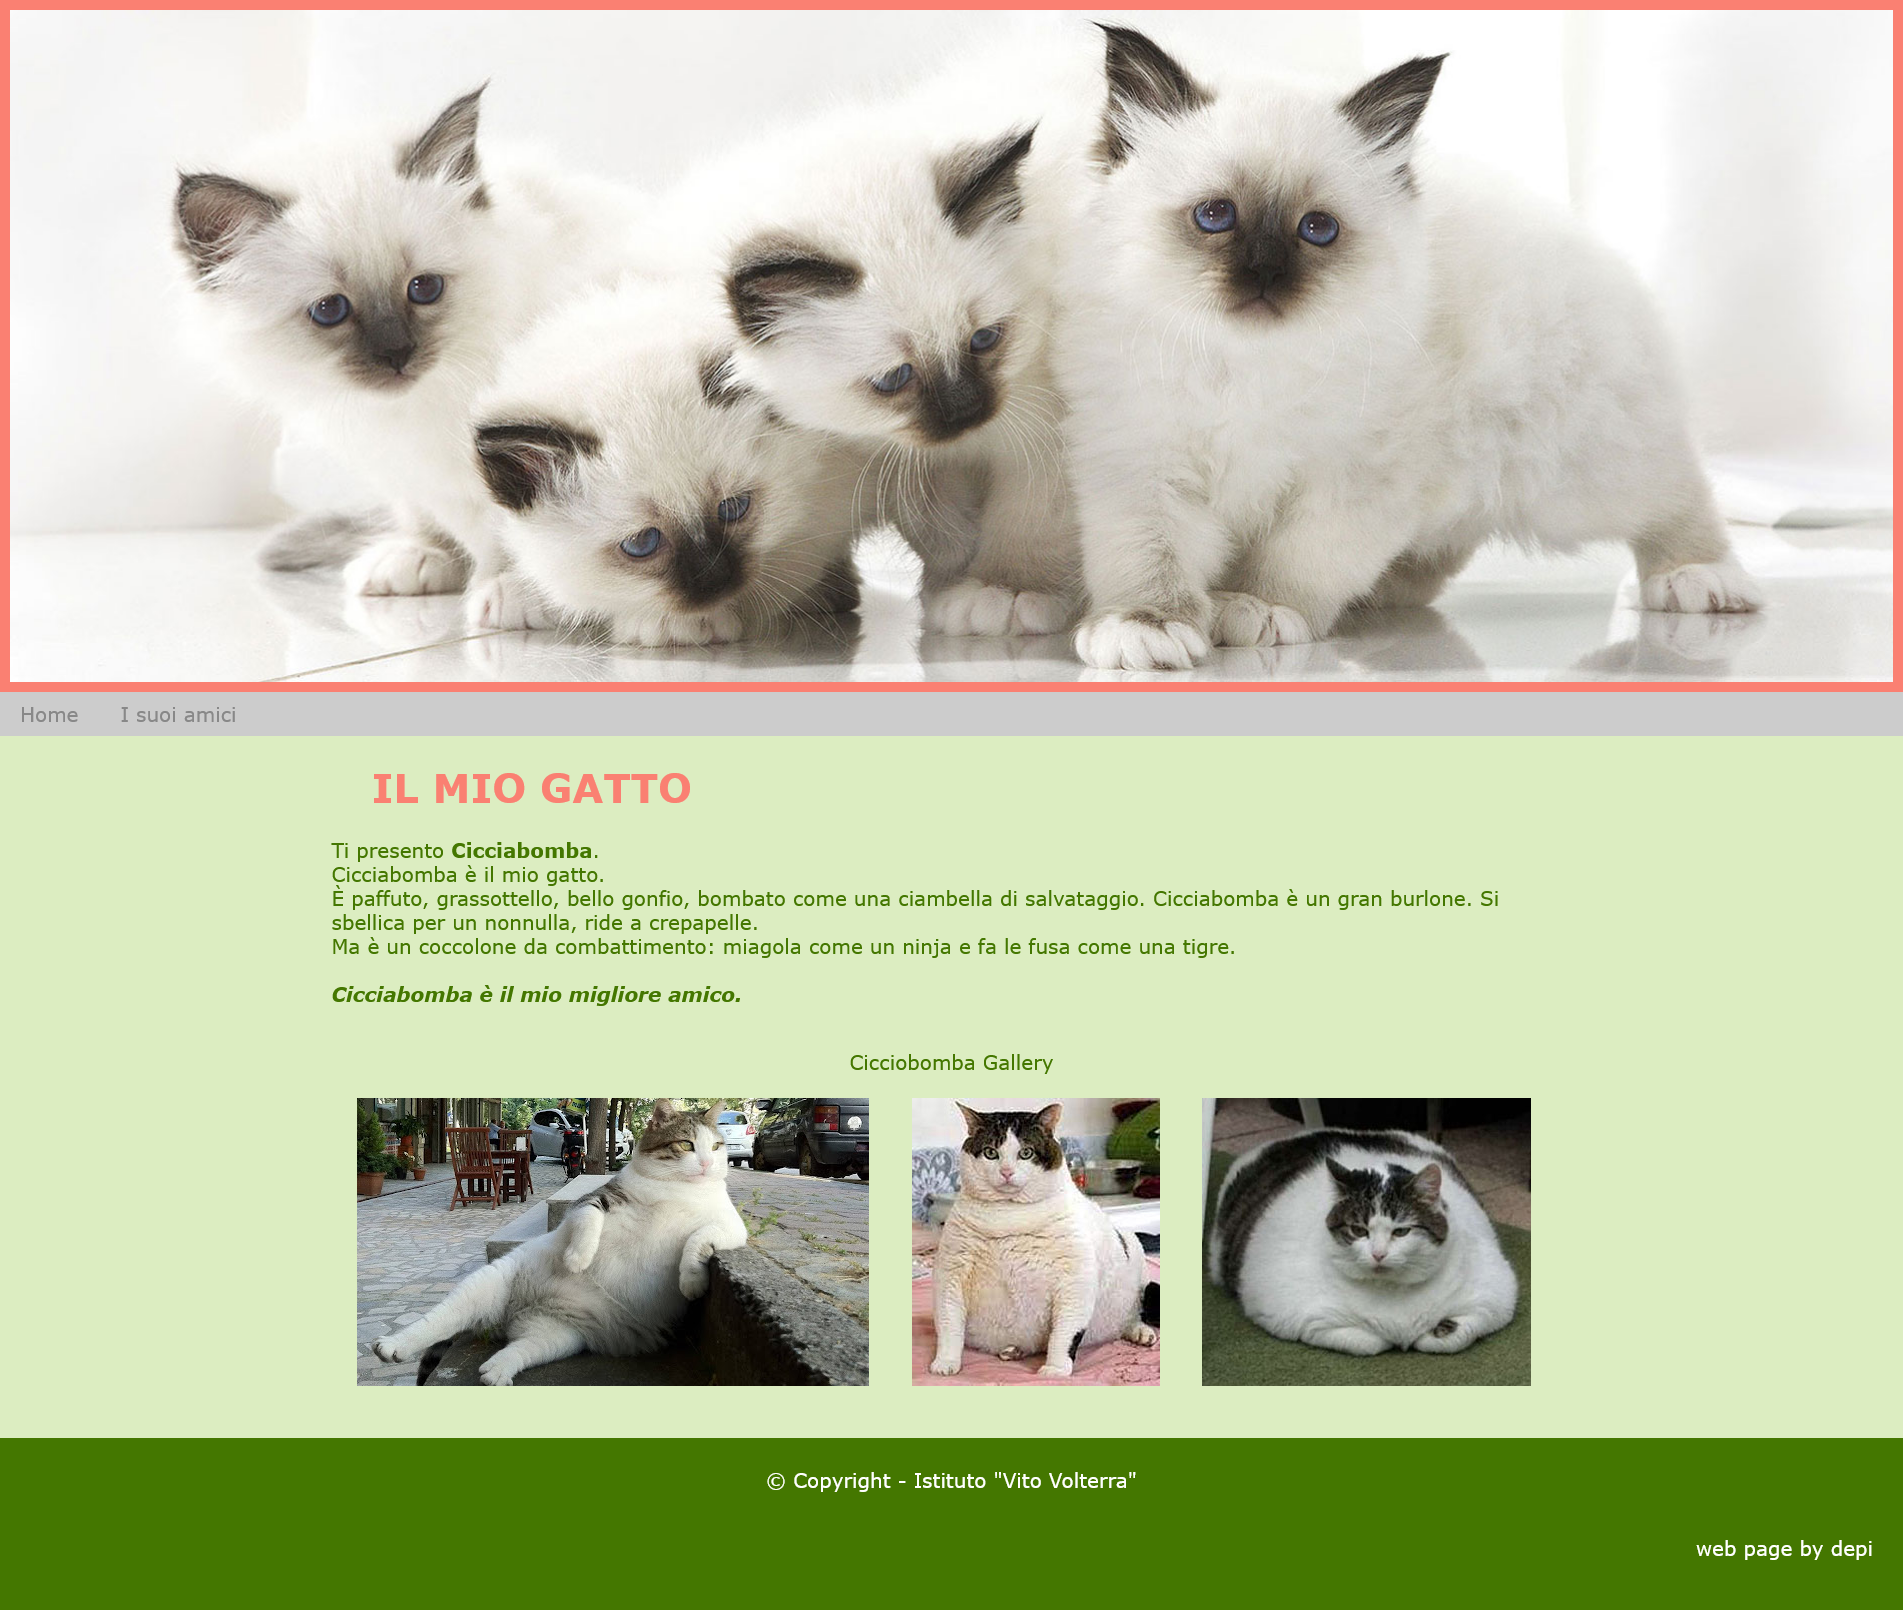 Home
I suoi amici
IL MIO GATTO
Ti presento Cicciabomba.
Cicciabomba è il mio gatto.
È paffuto, grassottello, bello gonfio, bombato come una ciambella di salvataggio. Cicciabomba è un gran burlone. Si
sbellica per un nonnulla, ride a crepapelle.
Ma è un coccolone da combattimento: miagola come un ninja e fa le fusa come una tigre.
Cicciabomba è il mio migliore amico.
Cicciobomba Gallery
© Copyright - Istituto "Vito Volterra"
web page by depi